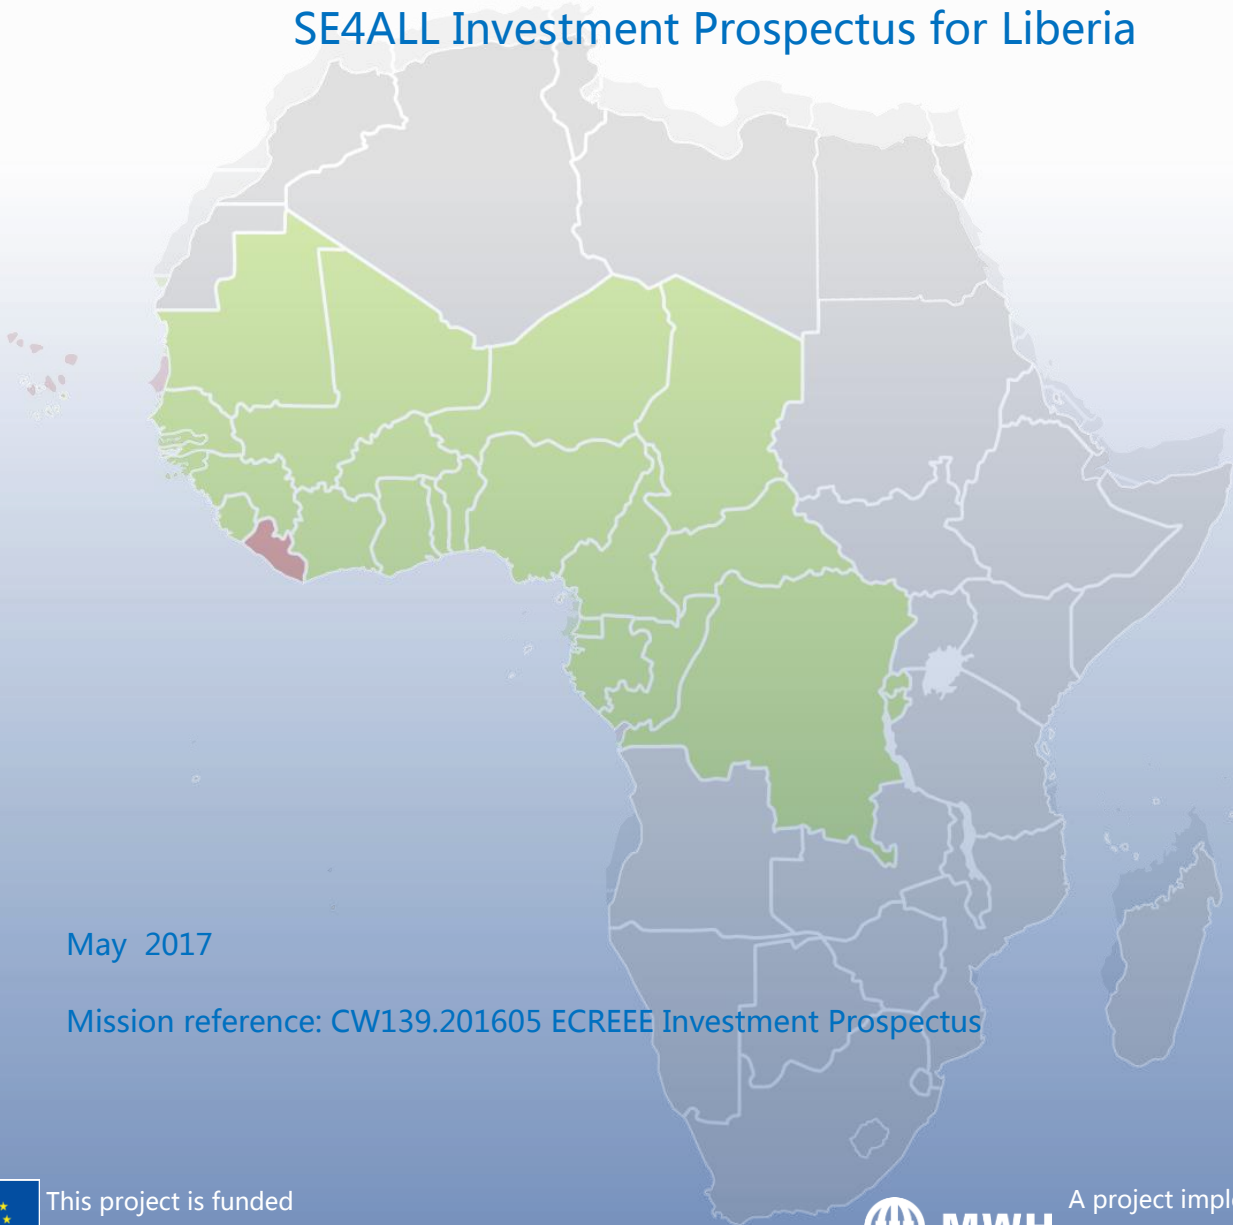 SE4ALL Investment Prospectus for Liberia
May 2017
Mission reference: CW139.201605 ECREEE Investment Prospectus
This project is funded
A project
MWH